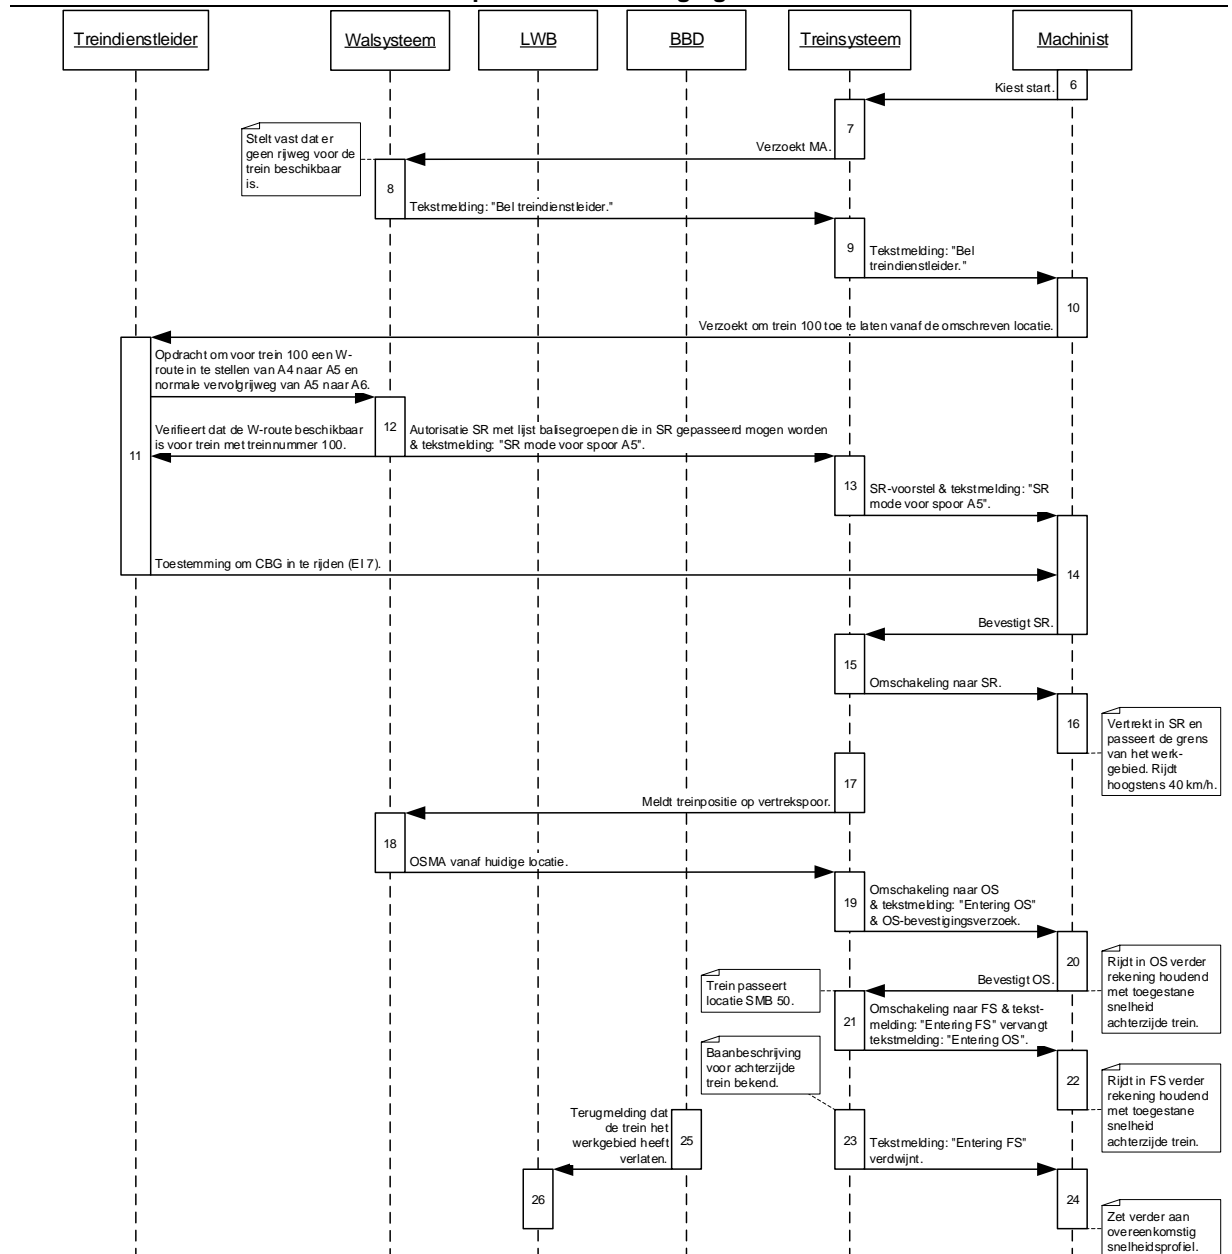 Treindienstleider
Walsysteem
LWB
BBD
Treinsysteem
Machinist
6
Kiest start.
7
Stelt vast dat er
geen rijweg voor de
trein beschikbaar
is.
Verzoekt MA.
8
Tekstmelding: "Bel treindienstleider."
9
Tekstmelding: "Bel
treindienstleider."
10
Verzoekt om trein 100 toe te laten vanaf de omschreven locatie.
Opdracht om voor trein 100 een W-
route in te stellen van A4 naar A5 en
normale vervolgrijweg van A5 naar A6.
11
Verifieert dat de W-route beschikbaar
is voor trein met treinnummer 100.
12
Autorisatie SR met lijst balisegroepen die in SR gepasseerd mogen worden
& tekstmelding: "SR mode voor spoor A5".
13
SR-voorstel & tekstmelding: "SR
mode voor spoor A5".
Toestemming om CBG in te rijden (EI 7).
14
Bevestigt SR.
15
Omschakeling naar SR.
16
Vertrekt in SR en
passeert de grens
van het werk-
gebied. Rijdt
hoogstens 40 km/h.
17
Meldt treinpositie op vertrekspoor.
18
OSMA vanaf huidige locatie.
19
Omschakeling naar OS
& tekstmelding: "Entering OS"
& OS-bevestigingsverzoek.
20
Rijdt in OS verder
rekening houdend
met toegestane
snelheid
achterzijde trein.
Bevestigt OS.
Trein passeert
locatie SMB 50.
21
Omschakeling naar FS & tekst-
melding: "Entering FS" vervangt
tekstmelding: "Entering OS".
Baanbeschrijving
voor achterzijde
trein bekend.
22
Rijdt in FS verder
rekening houdend
met toegestane
snelheid
achterzijde trein.
Terugmelding dat
de trein het
werkgebied heeft
verlaten.
25
23
Tekstmelding: "Entering FS"
verdwijnt.
26
24
Zet verder aan
overeenkomstig
snelheidsprofiel.